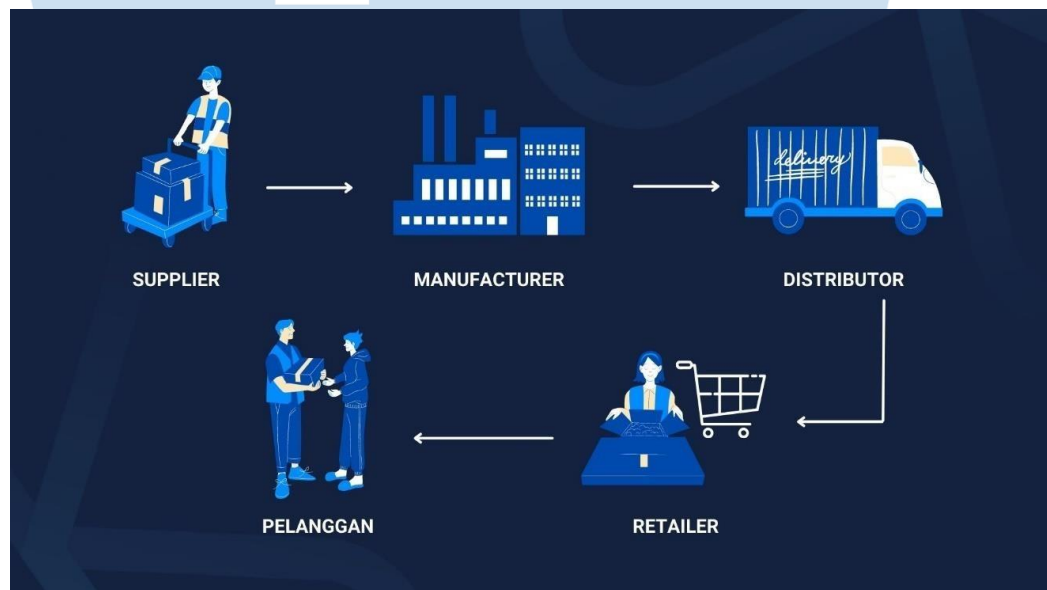 delivery
SUPPLIER
MANUFACTURER
DISTRIBUTOR
PELANGGAN
RETAILER